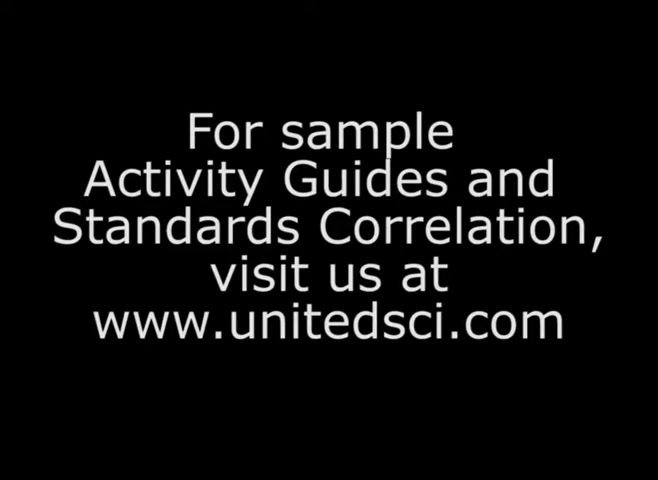 For sample
Activity Guides and
Standards Correlation,
visit us at
www.unitedsci.com